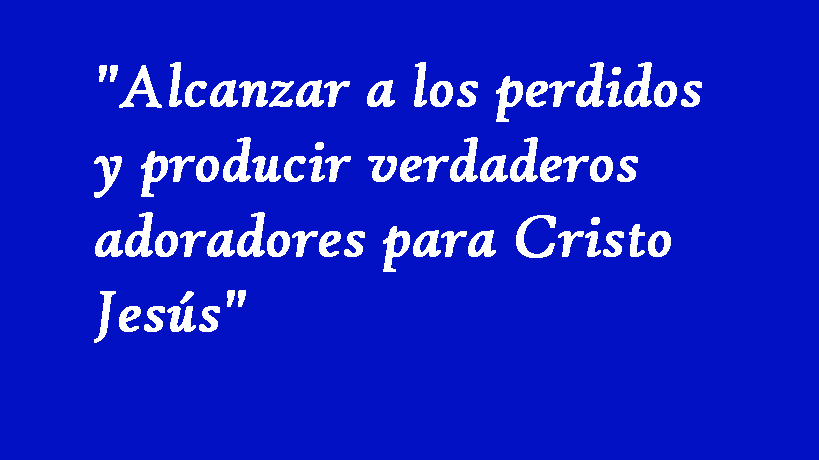 "Alcanzar a los perdidos
y producir verdaderos
adoradores para Cristo
Jesús"